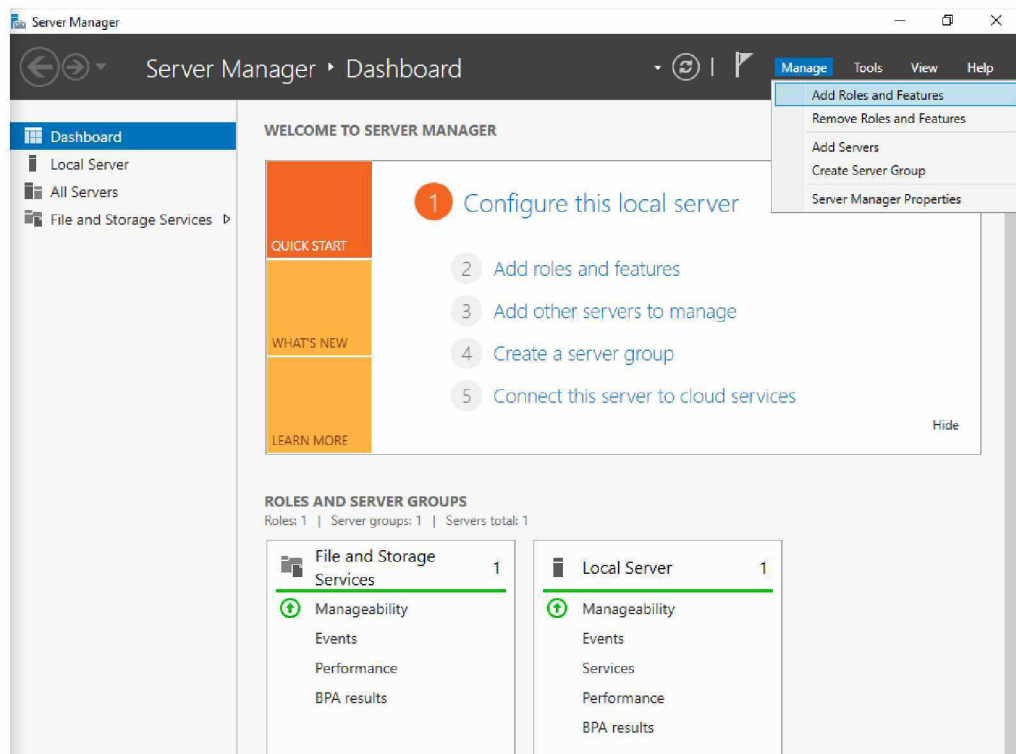 Server Manager
Server Manager ‣ Dashboard
Manage Tools View Help
Add Roles and Features
Remove Roles and Features
Add Servers
Create Server Group
Server Manager Properties
Dashboard
Local Server
All Servers
File and Storage Services
WELCOME TO SERVER MANAGER
QUICK START
WHAT'S NEW
LEARN MORE
1 Configure this local server
2 Add roles and features
3 Add other servers to manage
4 Create a server group
5 Connect this server to cloud services
Hide
ROLES AND SERVER GROUPS
Roles: 1 | Server groups: 1 | Servers total: 1
File and Storage
Services 1
Manageability
Events
Performance
BPA results
Local Server 1
Manageability
Events
Services
Performance
BPA results